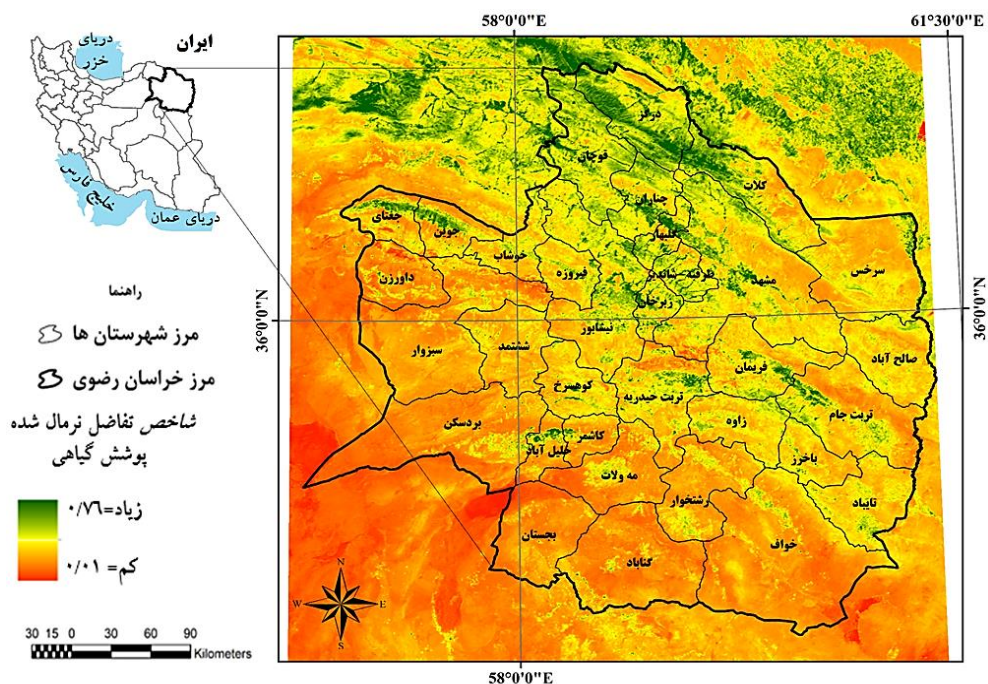 58°0'0"E
61°30'0"E
ایران
دریای
خزر
خلیج فارس
دریای عمان
راهنما
مرز شهرستان ها
مرز خراسان رضوی
شاخص تفاضل نرمال شده
پوشش گیاهی
زیاد=۰/۷٦
کم= ۰/۰۱
30 15 0 30 60 90
Kilometers
N
W E
S
36°0'0"N
36°0'0"N
درگز
قوچان
کلات
چناران
گلبهار
جغتای
جوین
خوشاب
فیروزه
طرقبه - شاندیز
مشهد
سرخس
داورزن
زبرخان
نیشابور
سبزوار
ششتمد
صالح آباد
فریمان
کوهسرخ
تربت حیدریه
تربت جام
بردسکن
کاشمر
خلیل آباد
زاوه
باخرز
مه ولات
رشتخوار
تایباد
بجستان
گناباد
خواف
58°0'0"E